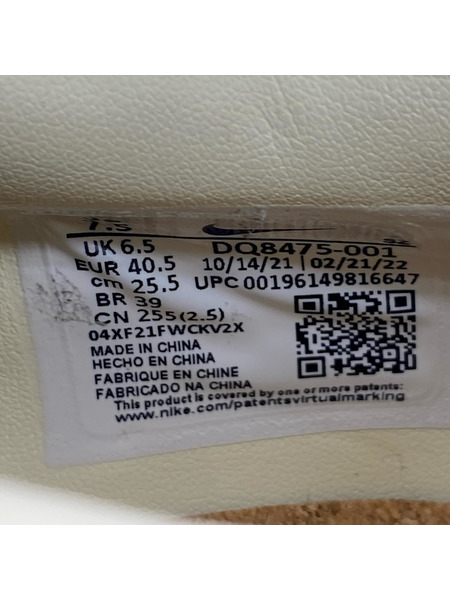 7.5
UK 6.5 DQ8475-001
EUR 40.5 10/14/21 | 02/21/22
cm 25.5 UPC 00196149816647
BR 39
CN 255(2.5)
04XF21FWCKV2X
MADE IN CHINA
HECHO EN CHINA
FABRIQUE EN CHINE
FABRICADO NA CHINA
This product is covered by one or more patents:
www.nike.com/patentsvirtualmarking